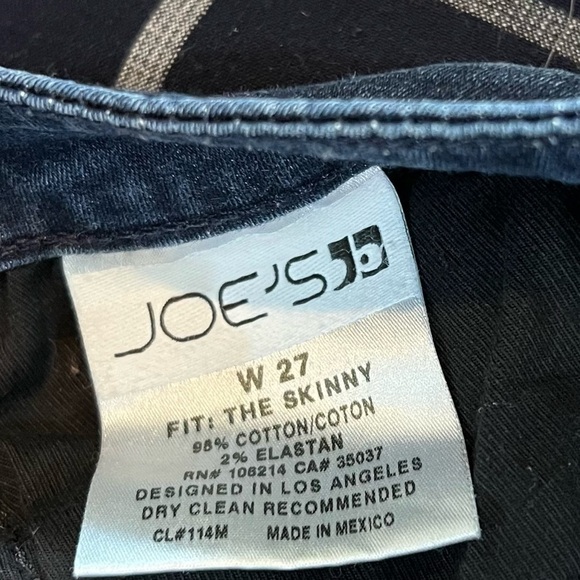 JOE'S
W 27
FIT: THE SKINNY
98% COTTON/COTON
2% ELASTAN
RN# 106214 CA# 35037
DESIGNED IN LOS ANGELES
DRY CLEAN RECOMMENDED
CL#114M MADE IN MEXICO